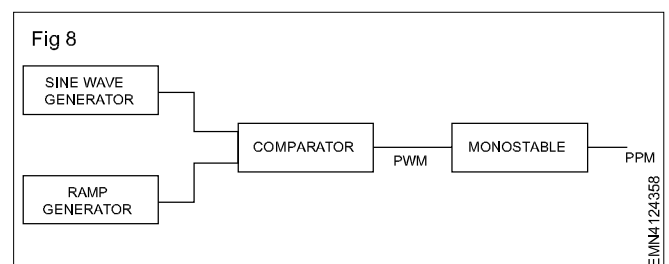 Fig 8
SINE WAVE
GENERATOR
COMPARATOR
PWM
MONOSTABLE
PPM
RAMP
GENERATOR
EMN4124358